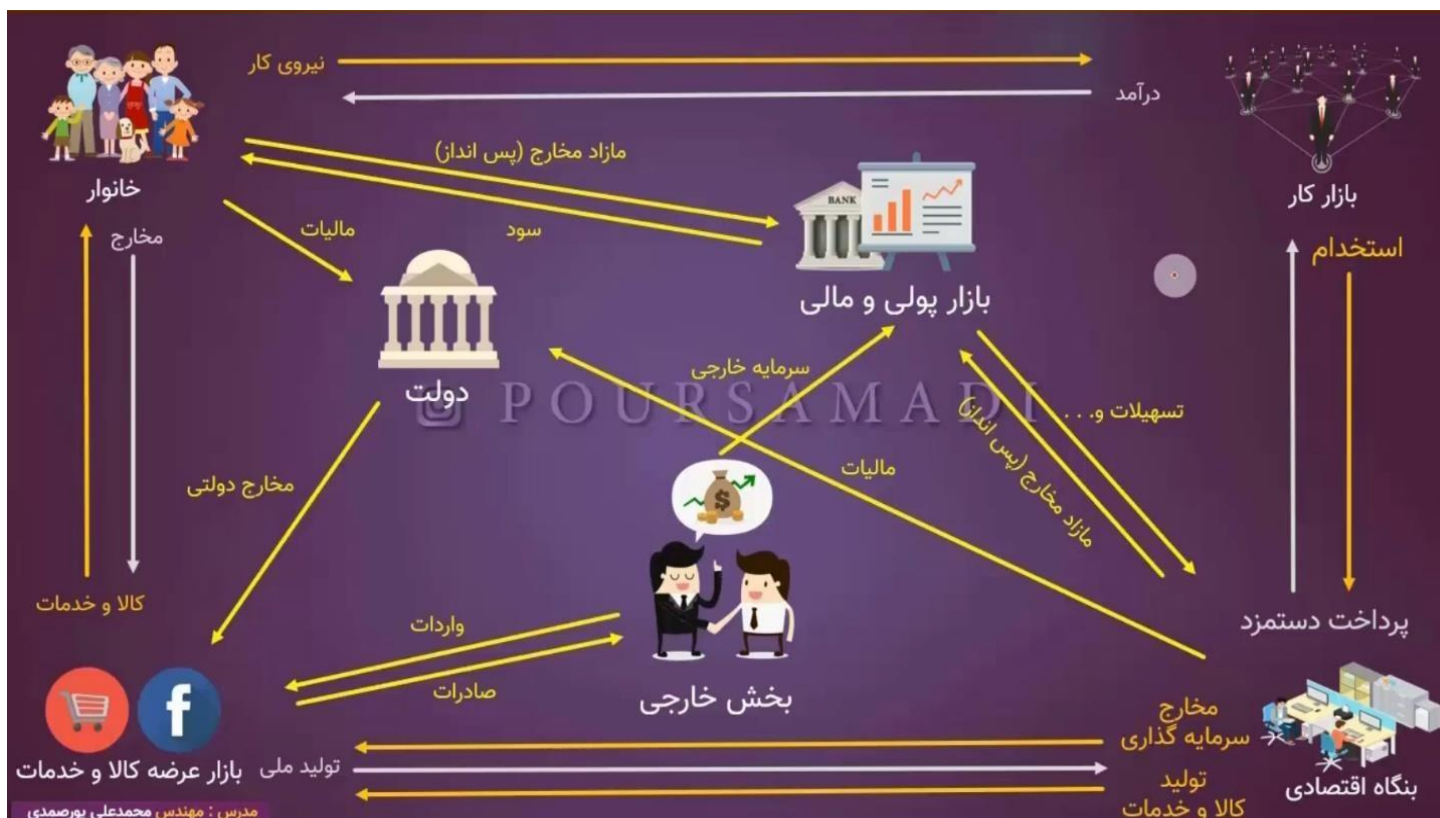 نیروی کار
درآمد
خانوار
بازار کار
مازاد مخارج (پس انداز)
سود
BANK
مالیات
مخارج
استخدام
بازار پولی و مالی
دولت
سرمایه خارجی
POURSAMADI
تسهیلات و. . .
مازاد مخارج (پس انداز)
مالیات
مخارج دولتی
$
کالا و خدمات
واردات
صادرات
پرداخت دستمزد
بخش خارجی
f
مخارج
سرمایه گذاری
بازار عرضه کالا و خدمات
تولید ملی
تولید
کالا و خدمات
بنگاه اقتصادی
مدرس : مهندس محمدعلی پورصمدی